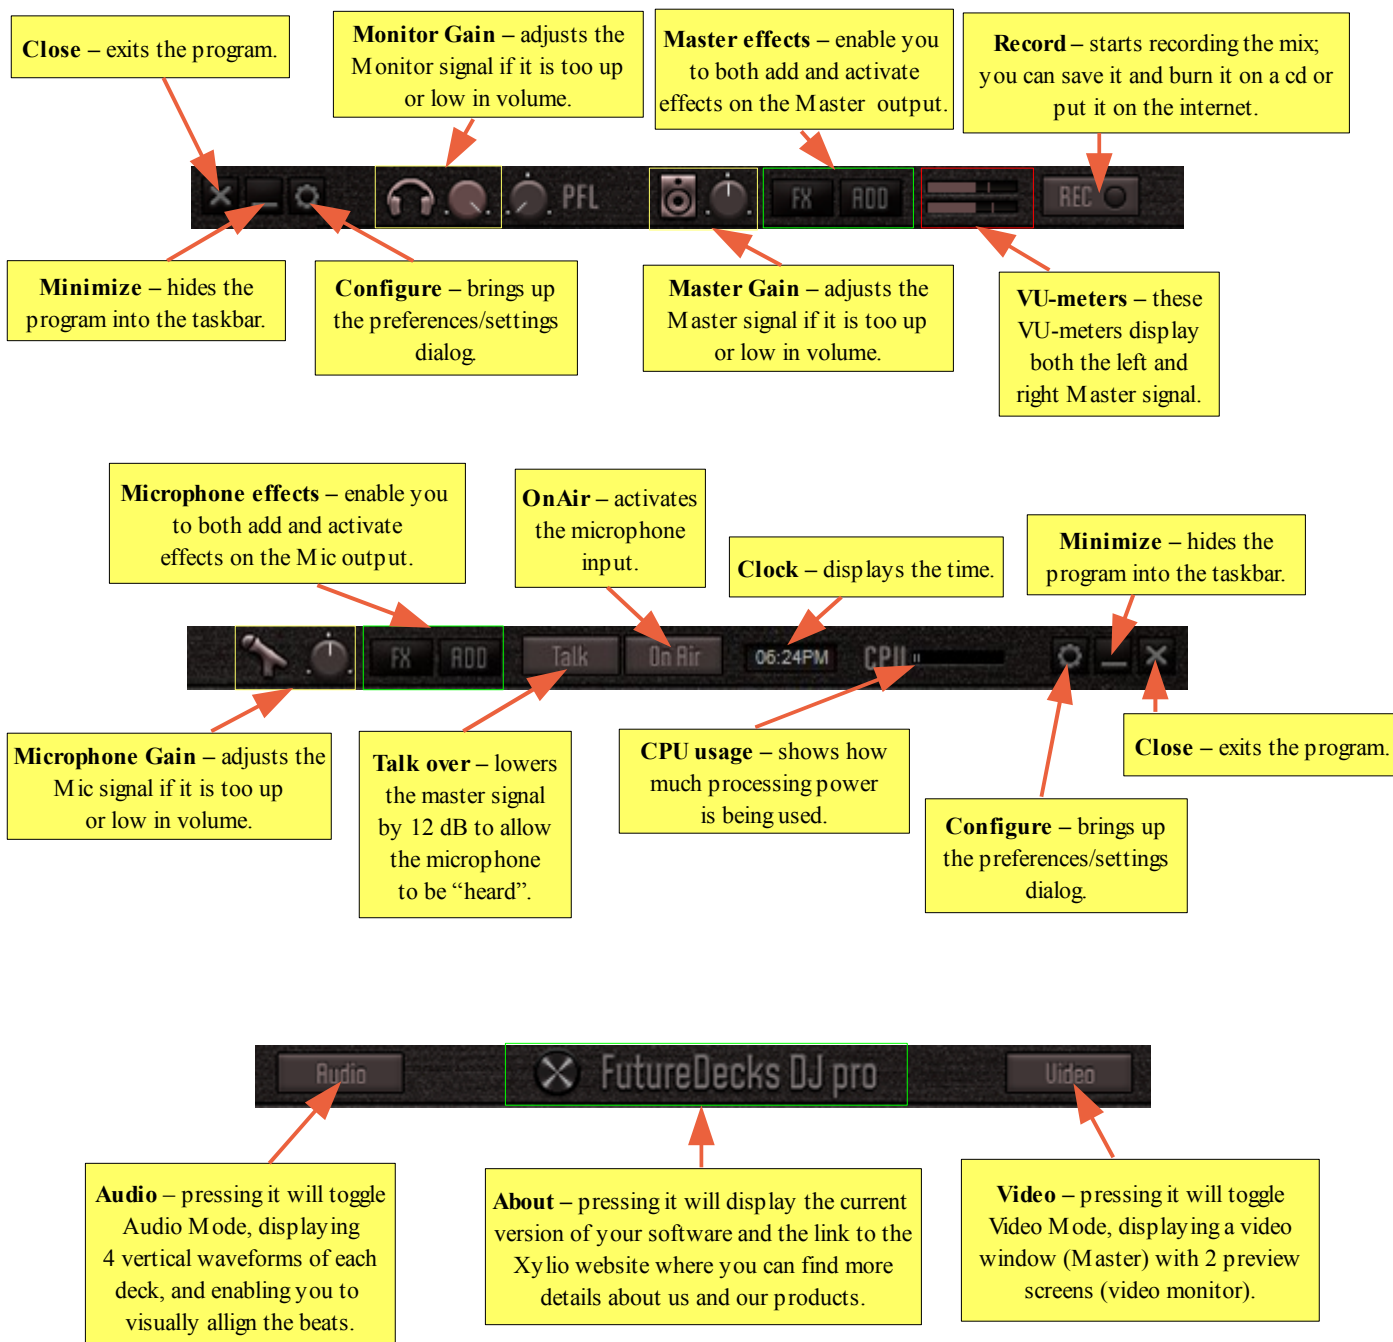 Close – exits the program.
Monitor Gain – adjusts the
Monitor signal if it is too up
or low in volume.
Master effects – enable you
to both add and activate
effects on the Master output.
Record – starts recording the mix;
you can save it and burn it on a cd or
put it on the internet.
PFL
FX
ADD
REC
Minimize – hides the
program into the taskbar.
Configure – brings up
the preferences/settings
dialog.
Master Gain – adjusts the
Master signal if it is too up
or low in volume.
VU-meters – these
VU-meters display
both the left and
right Master signal.
Microphone effects – enable you
to both add and activate
effects on the Mic output.
OnAir – activates
the microphone
input.
Clock – displays the time.
Minimize – hides the
program into the taskbar.
FX
ADD
Talk
On Air
06:24PM
CPU
Microphone Gain – adjusts the
Mic signal if it is too up
or low in volume.
Talk over – lowers
the master signal
by 12 dB to allow
the microphone
to be “heard”.
CPU usage – shows how
much processing power
is being used.
Configure – brings up
the preferences/settings
dialog.
Close – exits the program.
Audio
FutureDecks DJ pro
Video
Audio – pressing it will toggle
Audio Mode, displaying
4 vertical waveforms of each
deck, and enabling you to
visually allign the beats.
About – pressing it will display the current
version of your software and the link to the
Xylio website where you can find more
details about us and our products.
Video – pressing it will toggle
Video Mode, displaying a video
window (Master) with 2 preview
screens (video monitor).